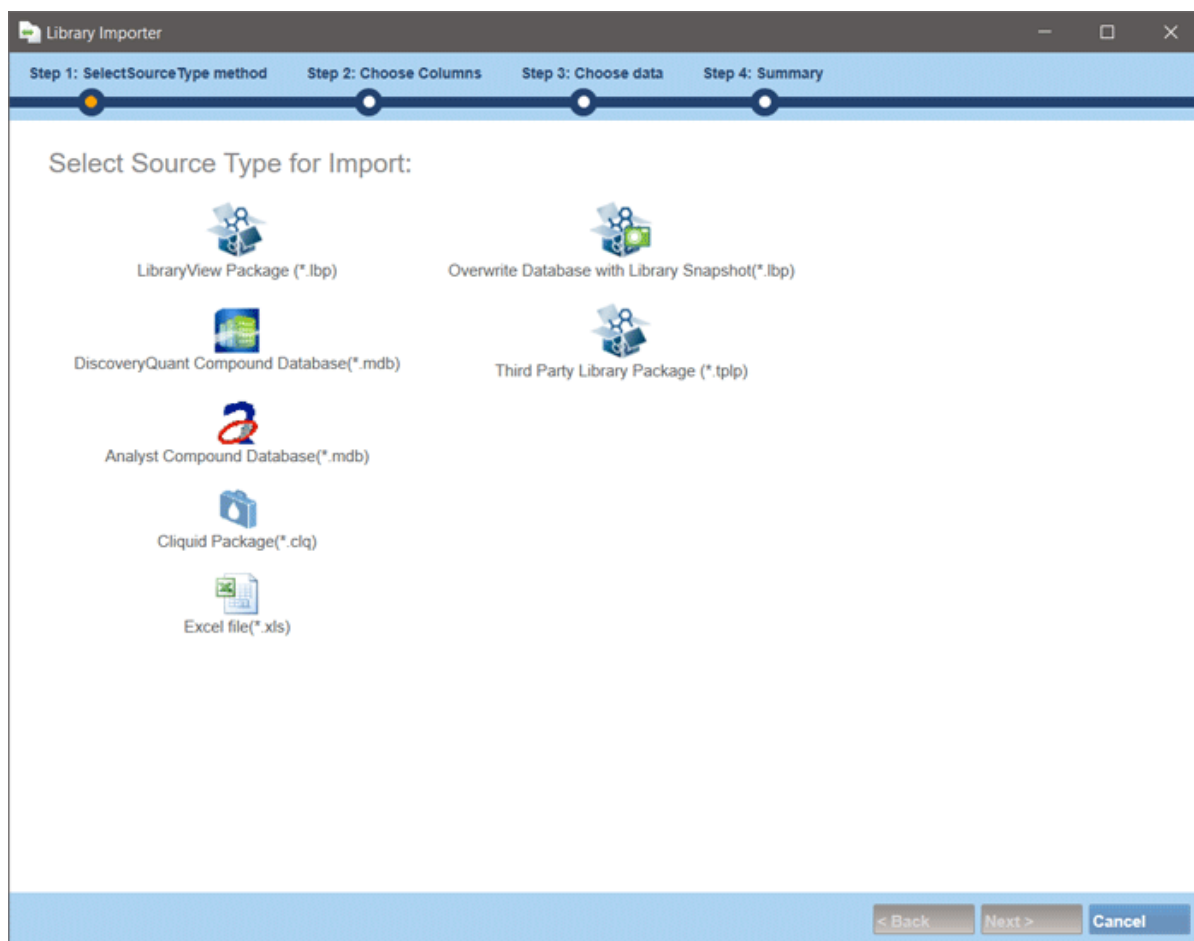 Library Importer
Step 1: SelectSourceType method Step 2: Choose Columns Step 3: Choose data Step 4: Summary
Select Source Type for Import:
LibraryView Package (*.lbp) Overwrite Database with Library Snapshot(*.lbp)
DiscoveryQuant Compound Database(*.mdb) Third Party Library Package (*.tplp)
Analyst Compound Database(*.mdb)
Cliquid Package(*.clq)
Excel file(*.xls)
< Back Next > Cancel